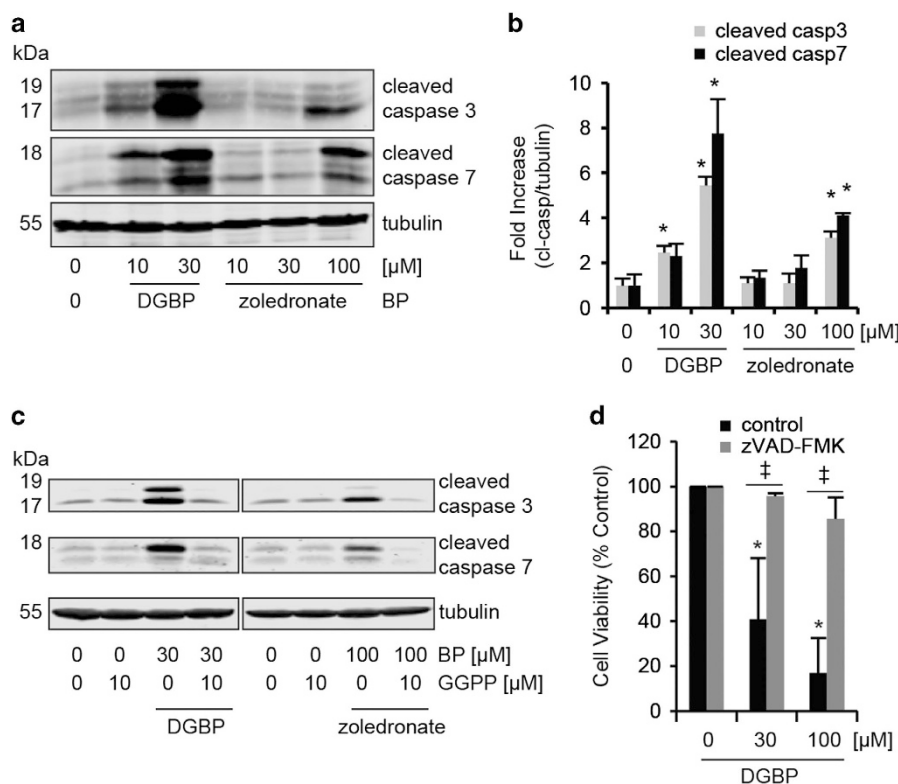 a
kDa
19
17
cleaved
caspase 3
18
cleaved
caspase 7
55
tubulin
0 10 30 10 30 100 [µM]
0 DGBP zoledronate BP
b
cleaved casp3
cleaved casp7
Fold Increase
(cl-casp/tubulin)
10
8
6
4
2
0
* * * * *
0 10 30 10 30 100 [µM]
0 DGBP zoledronate
c
kDa
19
17
cleaved
caspase 3
18
cleaved
caspase 7
55
tubulin
0 0 30 30 0 0 100 100 BP [µM]
0 10 0 10 0 10 0 10 GGPP [µM]
DGBP zoledronate
d
control
zVAD-FMK
Cell Viability (% Control)
120
100
80
60
40
20
0
‡ ‡
* *
0 30 100 [µM]
DGBP